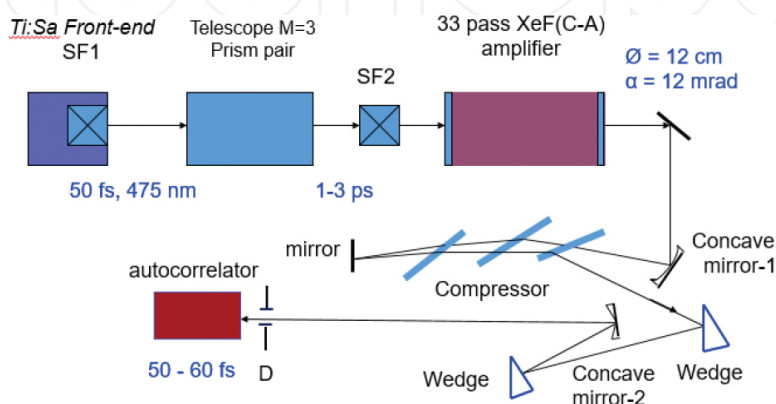 Ti:Sa Front-end
SF1
Telescope M=3
Prism pair
SF2
33 pass XeF(C-A)
amplifier
Ø = 12 cm
α = 12 mrad
50 fs, 475 nm
1-3 ps
mirror
Compressor
Concave
mirror-1
autocorrelator
50 - 60 fs
D
Wedge
Concave
mirror-2
Wedge